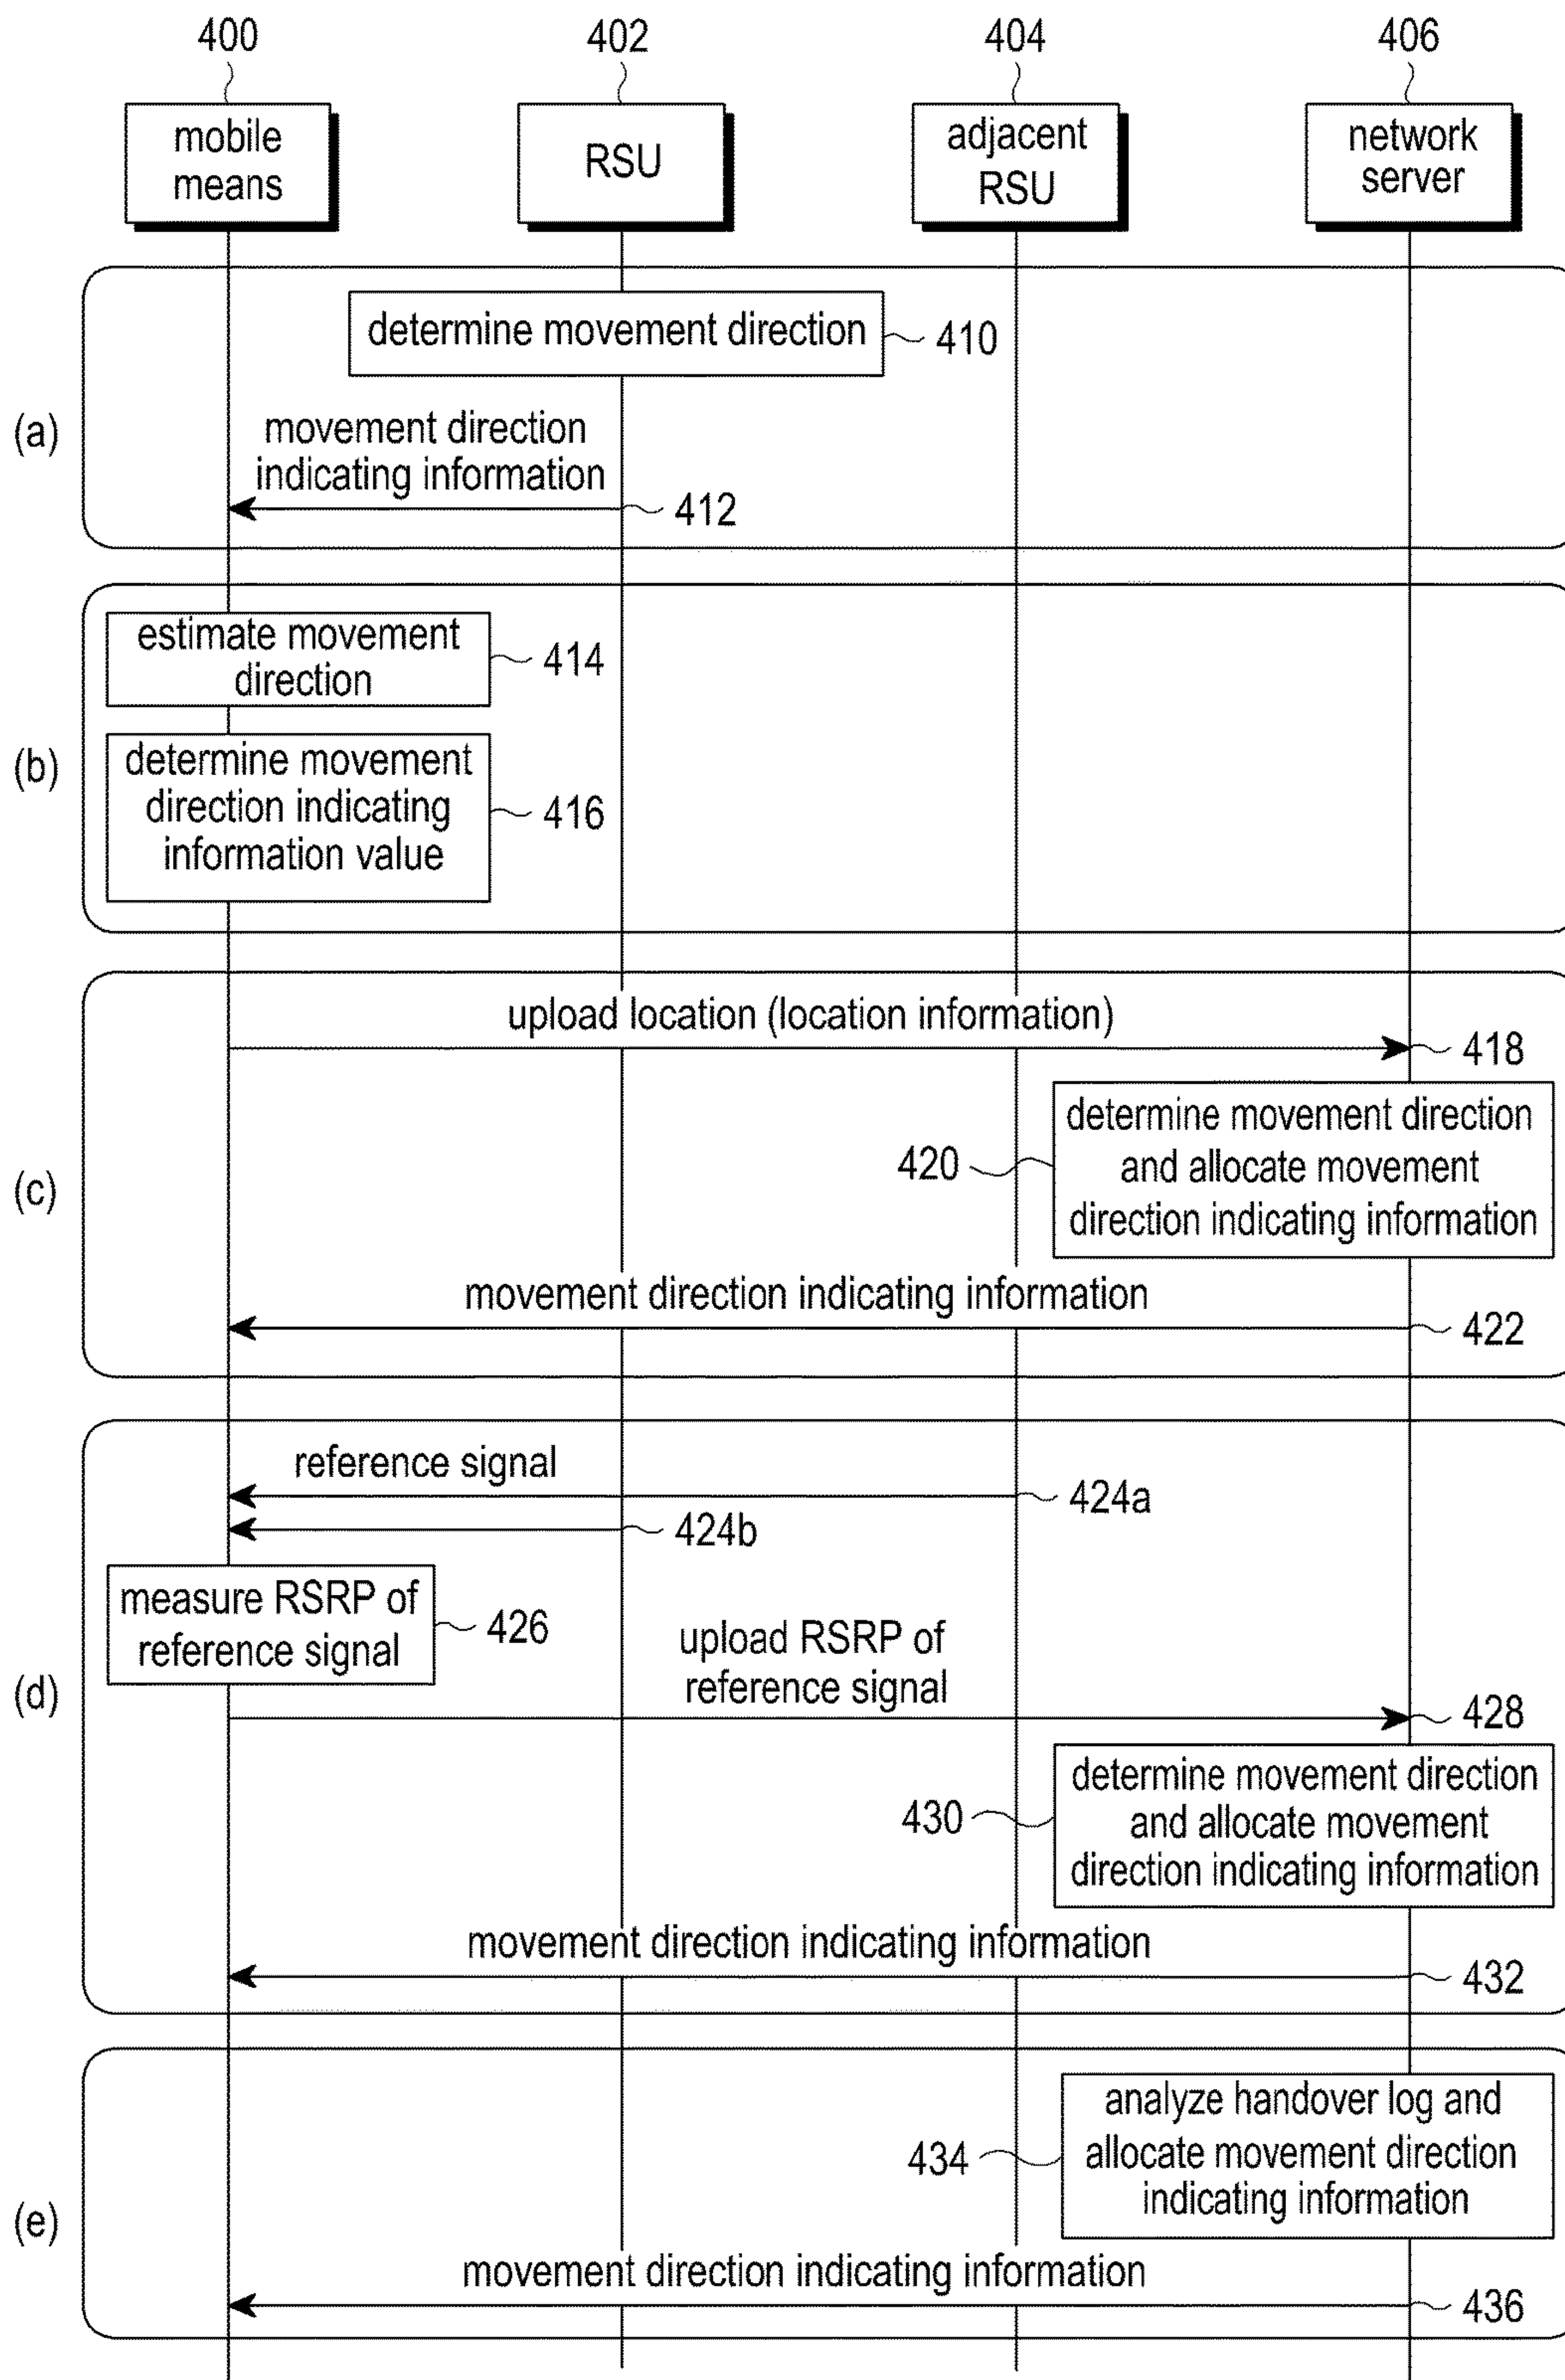 400
402
404
406
mobile
means
RSU
adjacent
RSU
network
server
(a)
determine movement direction
410
movement direction
indicating information
412
(b)
estimate movement
direction
414
determine movement
direction indicating
information value
416
(c)
upload location (location information)
418
420
determine movement direction
and allocate movement
direction indicating information
movement direction indicating information
422
(d)
reference signal
424a
424b
measure RSRP of
reference signal
426
upload RSRP of
reference signal
428
430
determine movement direction
and allocate movement
direction indicating information
movement direction indicating information
432
(e)
434
analyze handover log and
allocate movement direction
indicating information
movement direction indicating information
436